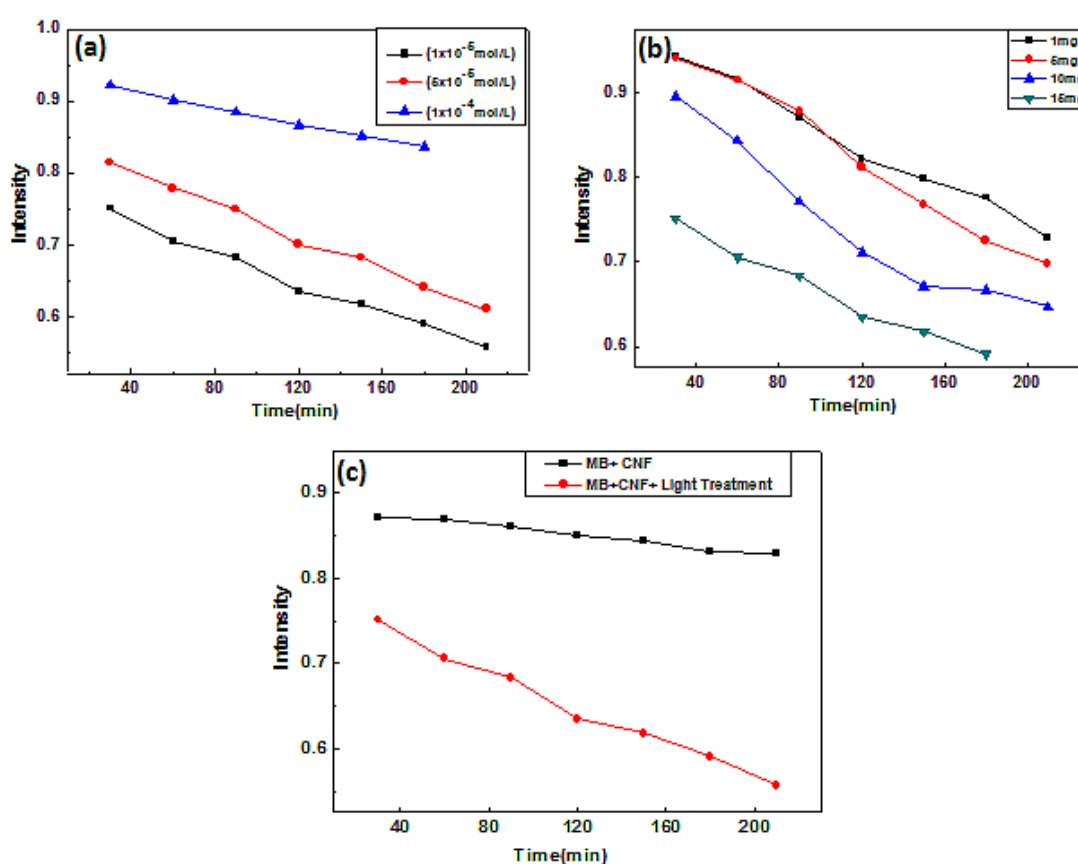 (a)
{1x10⁻⁵mol/L)
{5x10⁻⁵mol/L)
{1x10⁻⁴mol/L)
1.0
0.9
0.8
0.7
0.6
Intensity
40 80 120 160 200
Time(min)
(b)
1mg
5mg
10m
15m
0.9
0.8
0.7
0.6
Intensity
40 80 120 160 200
Time(min)
(c)
MB+ CNF
MB+CNF+ Light Treatment
0.9
0.8
0.7
0.6
Intensity
40 80 120 160 200
Time(min)